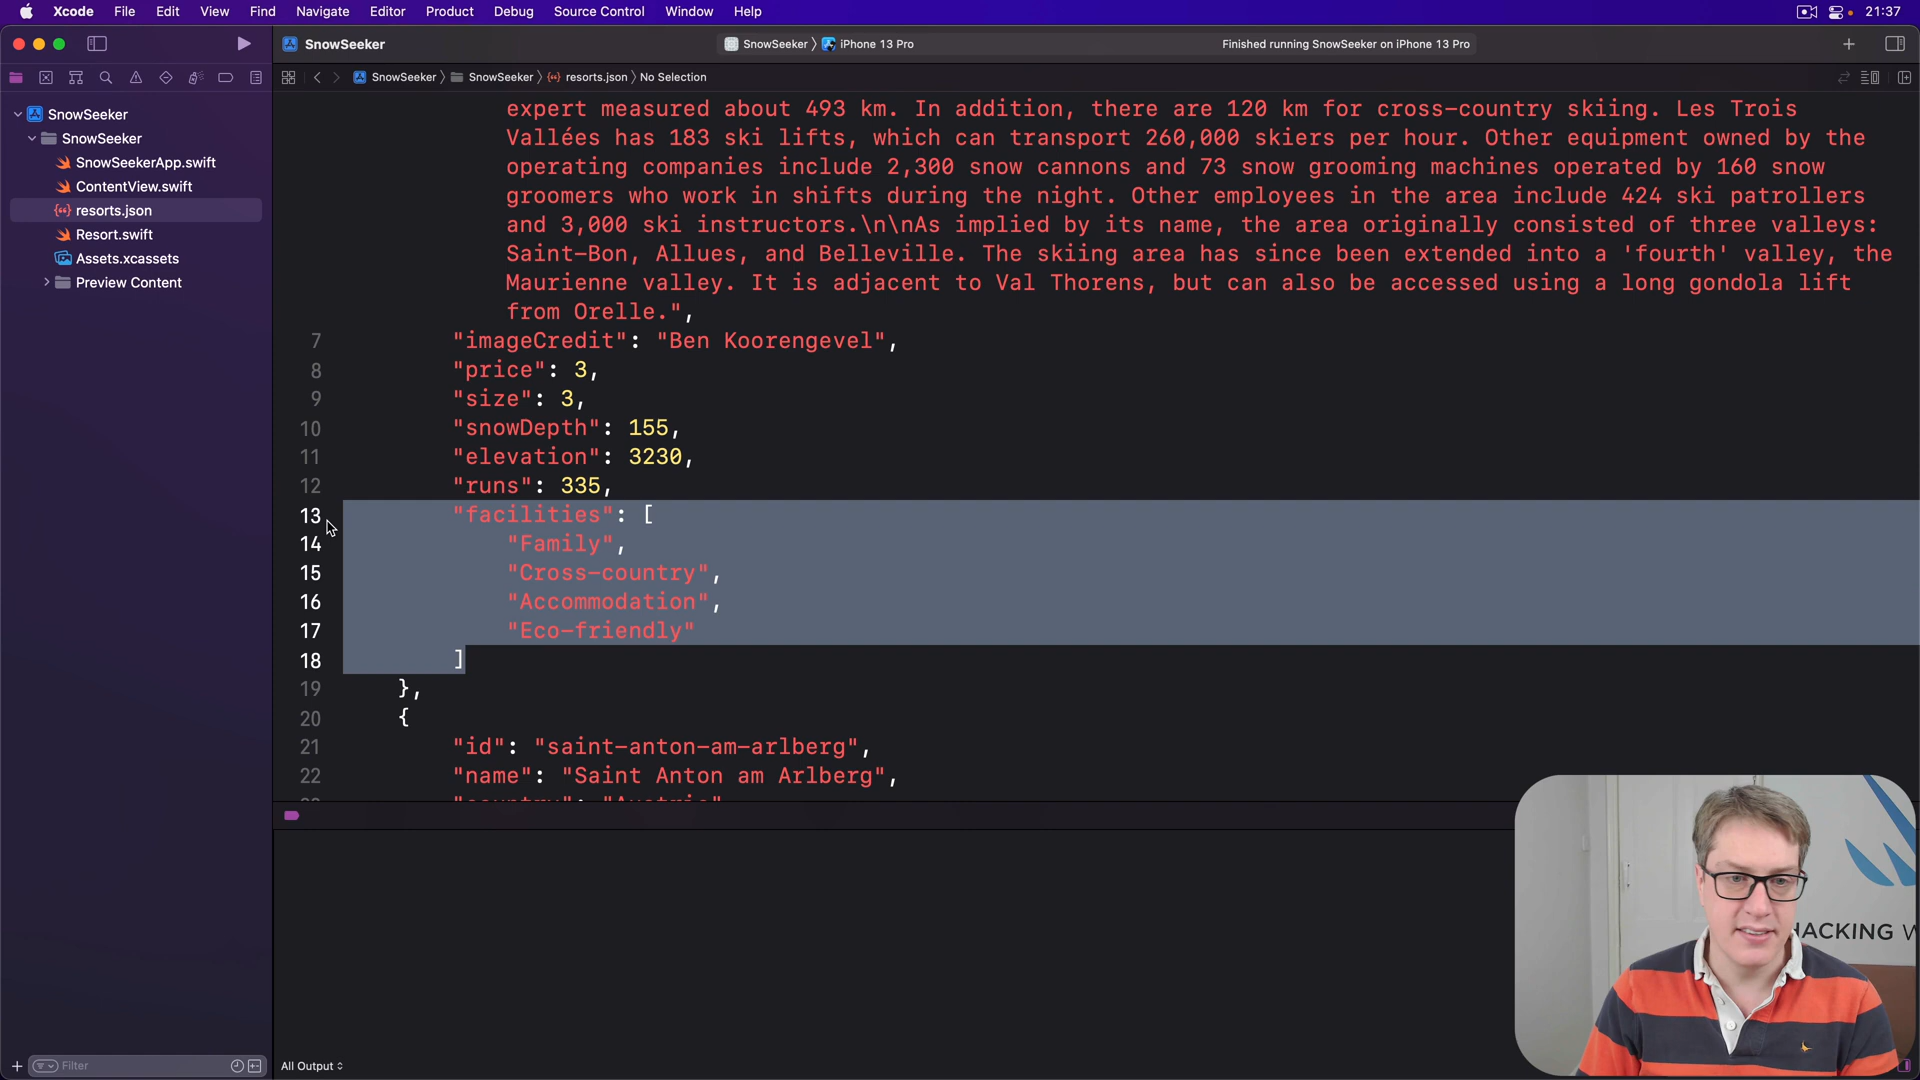 Xcode File Edit View Find Navigate Editor Product Debug Source Control Window Help 21:37
SnowSeeker
SnowSeeker iPhone 13 Pro
Finished running SnowSeeker on iPhone 13 Pro
SnowSeeker SnowSeeker resorts.json No Selection
SnowSeeker
SnowSeeker
SnowSeekerApp.swift
ContentView.swift
resorts.json
Resort.swift
Assets.xcassets
Preview Content
expert measured about 493 km. In addition, there are 120 km for cross-country skiing. Les Trois
Vallées has 183 ski lifts, which can transport 260,000 skiers per hour. Other equipment owned by the
operating companies include 2,300 snow cannons and 73 snow grooming machines operated by 160 snow
groomers who work in shifts during the night. Other employees in the area include 424 ski patrollers
and 3,000 ski instructors.\n\nAs implied by its name, the area originally consisted of three valleys:
Saint-Bon, Allues, and Belleville. The skiing area has since been extended into a 'fourth' valley, the
Maurienne valley. It is adjacent to Val Thorens, but can also be accessed using a long gondola lift
from Orelle.",
7 "imageCredit": "Ben Koorengevel",
8 "price": 3,
9 "size": 3,
10 "snowDepth": 155,
11 "elevation": 3230,
12 "runs": 335,
13 "facilities": [
14 "Family",
15 "Cross-country",
16 "Accommodation",
17 "Eco-friendly"
18 ]
19 },
20 {
21 "id": "saint-anton-am-arlberg",
22 "name": "Saint Anton am Arlberg",
"country": "Austria"
HACKING W
Filter
All Output